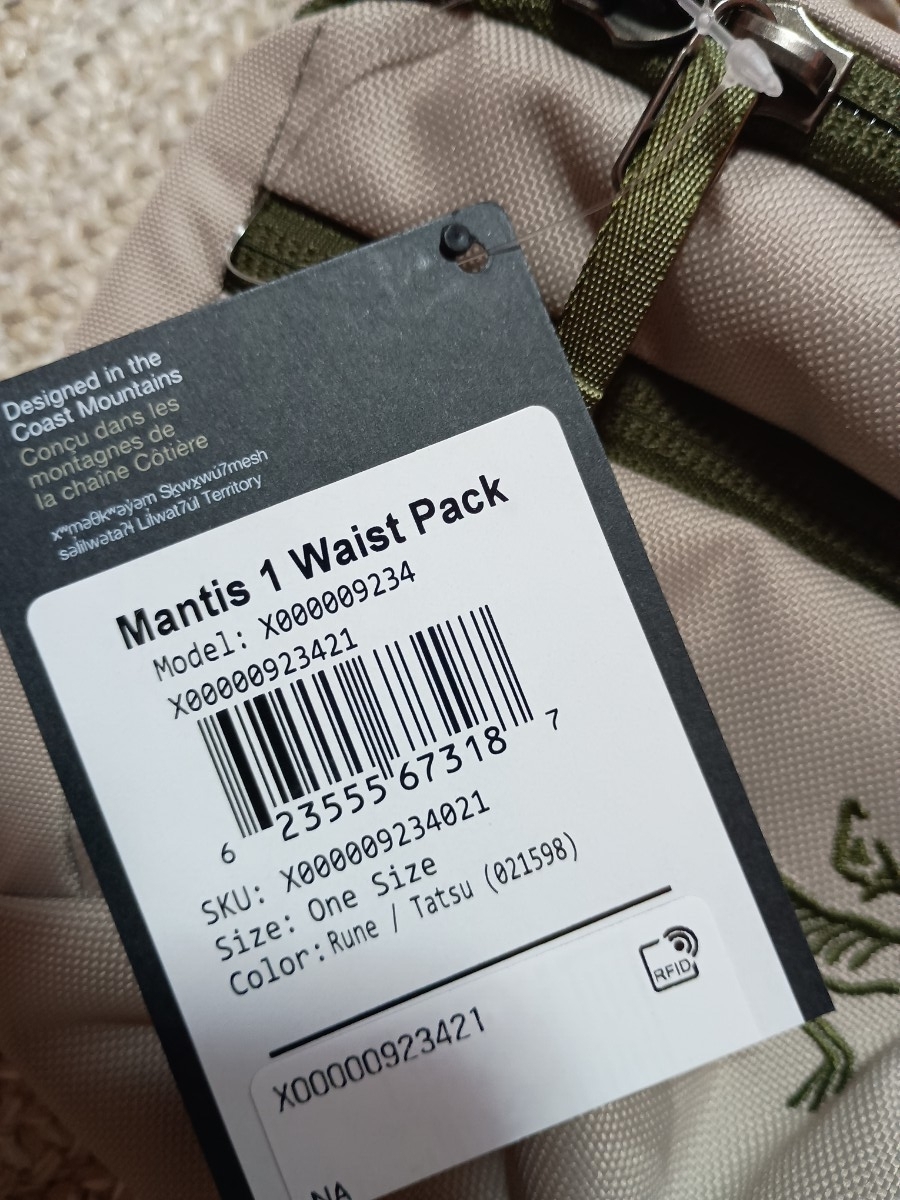 Designed in the
Coast Mountains
Conçu dans les
montagnes de
la chaîne Côtière
xʷməθkʷəy̓əm Sḵwx̱wú7mesh
səlilwətaʔɬ Lil̓wat7úl Territory
Mantis 1 Waist Pack
Model: X000009234
X00000923421
6 23555 67318 7
SKU: X000009234021
Size: One Size
Color: Rune / Tatsu (021598)
RFID
X00000923421
NA